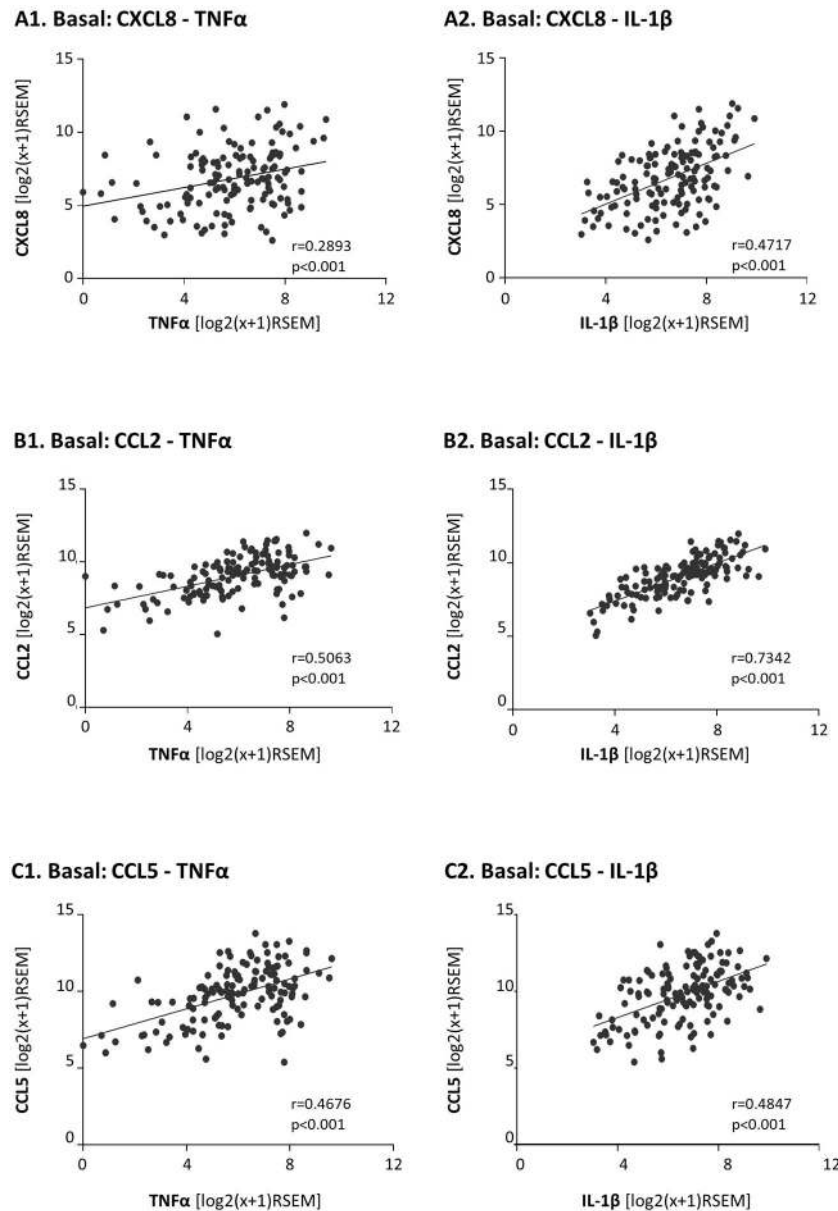 A1. Basal: CXCL8 - TNFα
15
10
5
0
CXCL8 [log2(x+1)RSEM]
r=0.2893
p<0.001
0 4 8 12
TNFα [log2(x+1)RSEM]
A2. Basal: CXCL8 - IL-1β
15
10
5
0
CXCL8 [log2(x+1)RSEM]
r=0.4717
p<0.001
0 4 8 12
IL-1β [log2(x+1)RSEM]
B1. Basal: CCL2 - TNFα
15
10
5
0
CCL2 [log2(x+1)RSEM]
r=0.5063
p<0.001
0 4 8 12
TNFα [log2(x+1)RSEM]
B2. Basal: CCL2 - IL-1β
15
10
5
0
CCL2 [log2(x+1)RSEM]
r=0.7342
p<0.001
0 4 8 12
IL-1β [log2(x+1)RSEM]
C1. Basal: CCL5 - TNFα
15
10
5
0
CCL5 [log2(x+1)RSEM]
r=0.4676
p<0.001
0 4 8 12
TNFα [log2(x+1)RSEM]
C2. Basal: CCL5 - IL-1β
15
10
5
0
CCL5 [log2(x+1)RSEM]
r=0.4847
p<0.001
0 4 8 12
IL-1β [log2(x+1)RSEM]